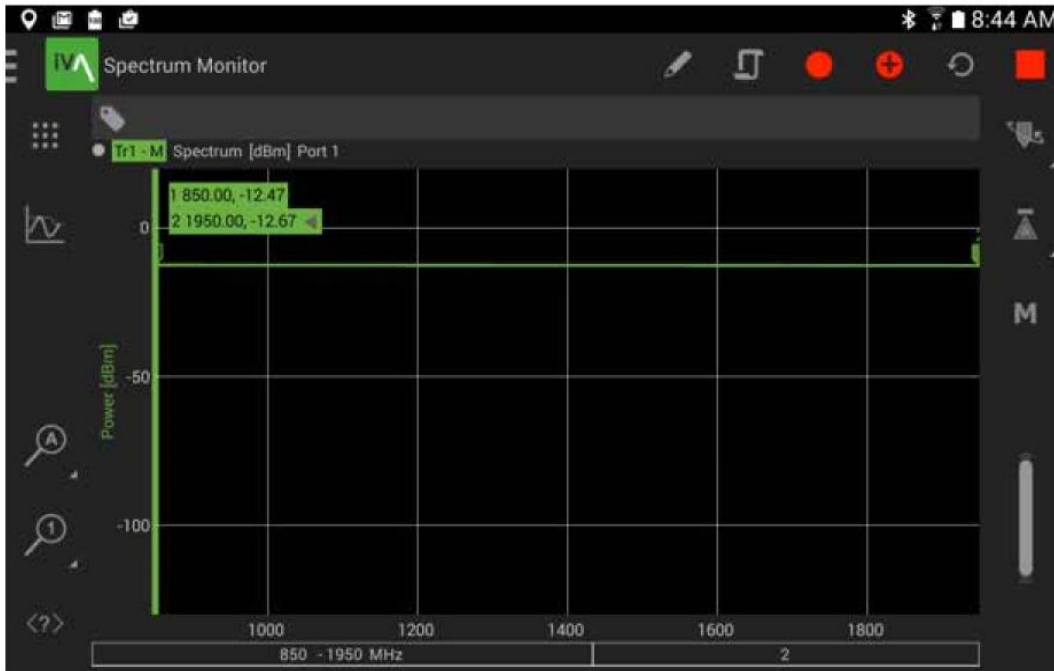 8:44 AM
iV Spectrum Monitor
Tr1 - M Spectrum [dBm] Port 1
1 850.00, -12.47
2 1950.00, -12.67
0
-50
-100
Power [dBm]
A
1
<?>
M
1000 1200 1400 1600 1800
850 - 1950 MHz 2